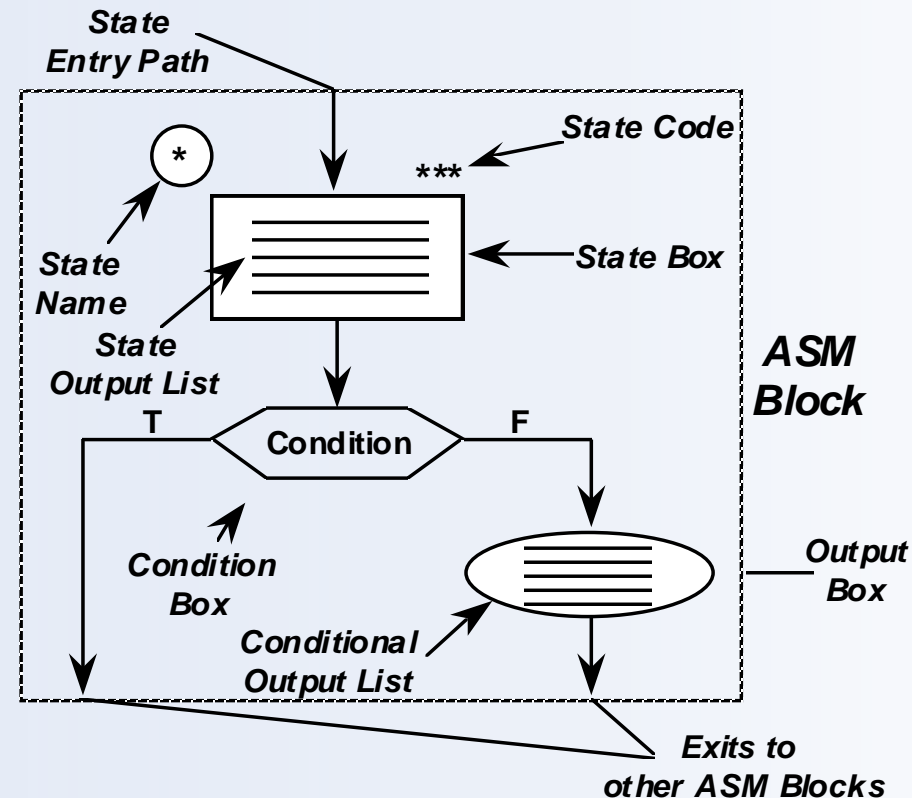 State
Entry Path
State Code
*
***
State
Name
State Box
State
Output List
ASM
Block
T
Condition
F
Condition
Box
Output
Box
Conditional
Output List
Exits to
other ASM Blocks